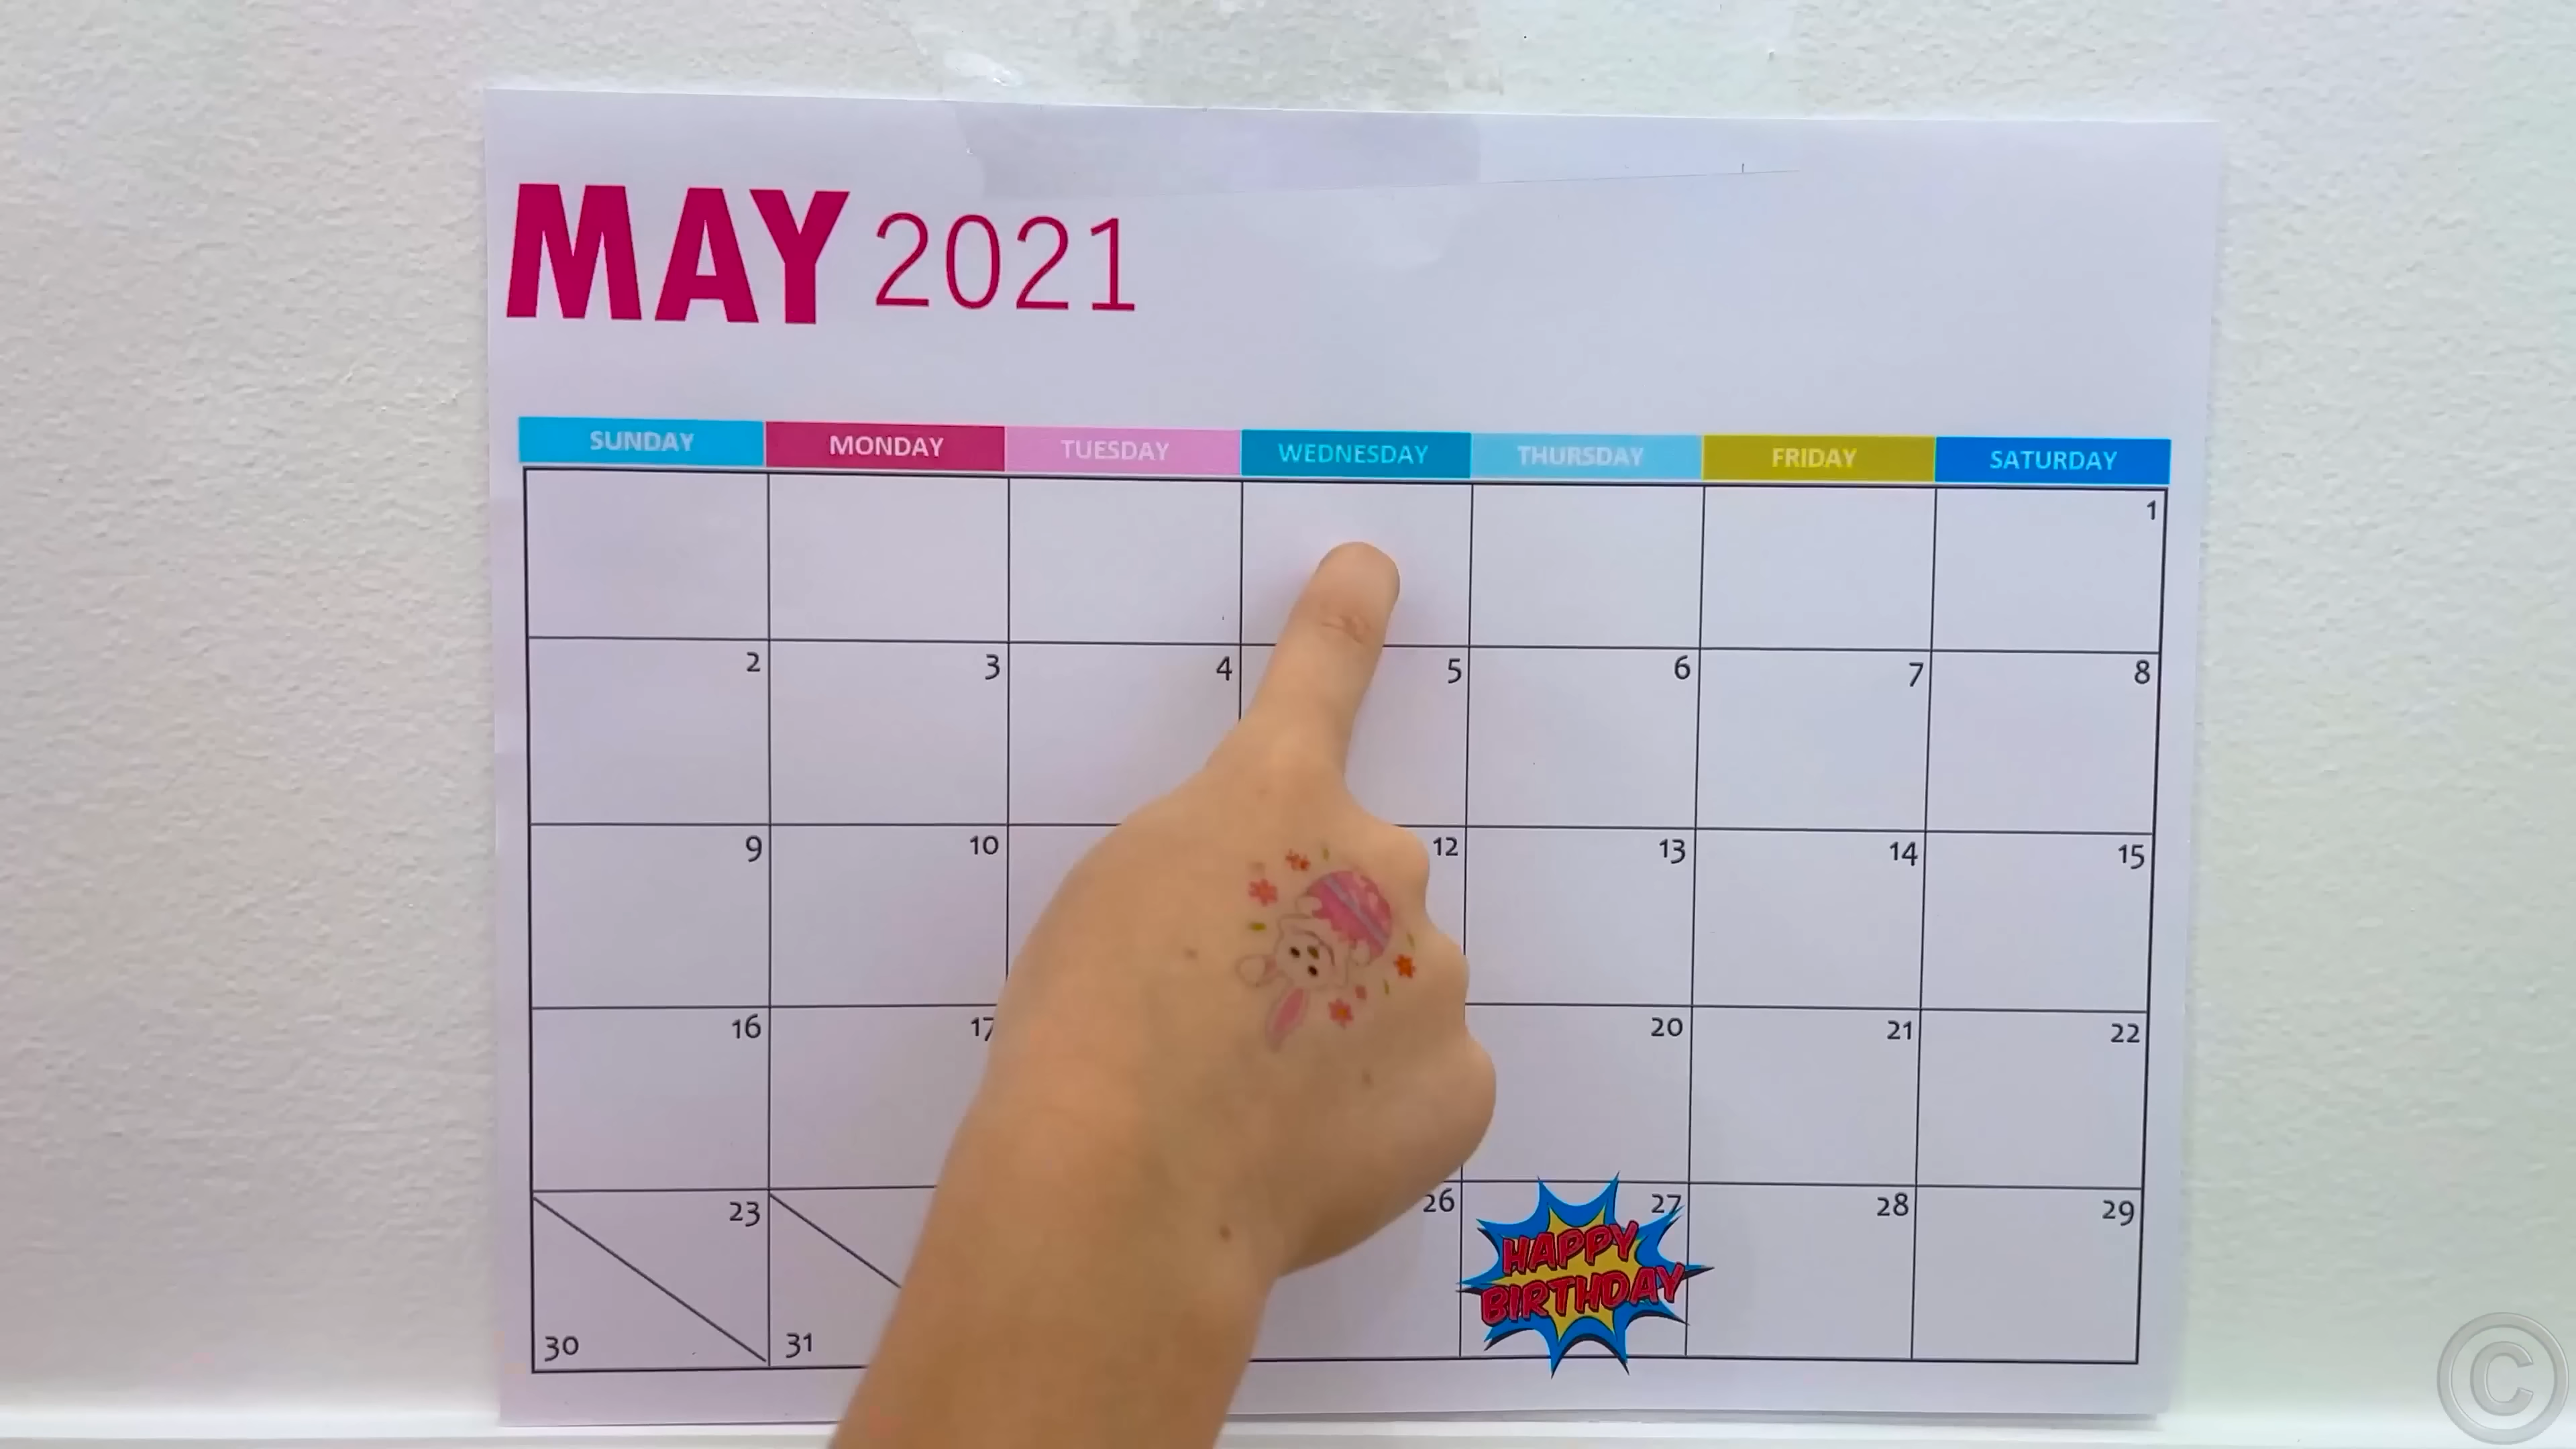 MAY 2021
SUNDAY MONDAY TUESDAY WEDNESDAY THURSDAY FRIDAY SATURDAY
1
2 3 4 5 6 7 8
9 10 12 13 14 15
16 17 20 21 22
23 26 27 28 29
HAPPY
BIRTHDAY
30 31
©